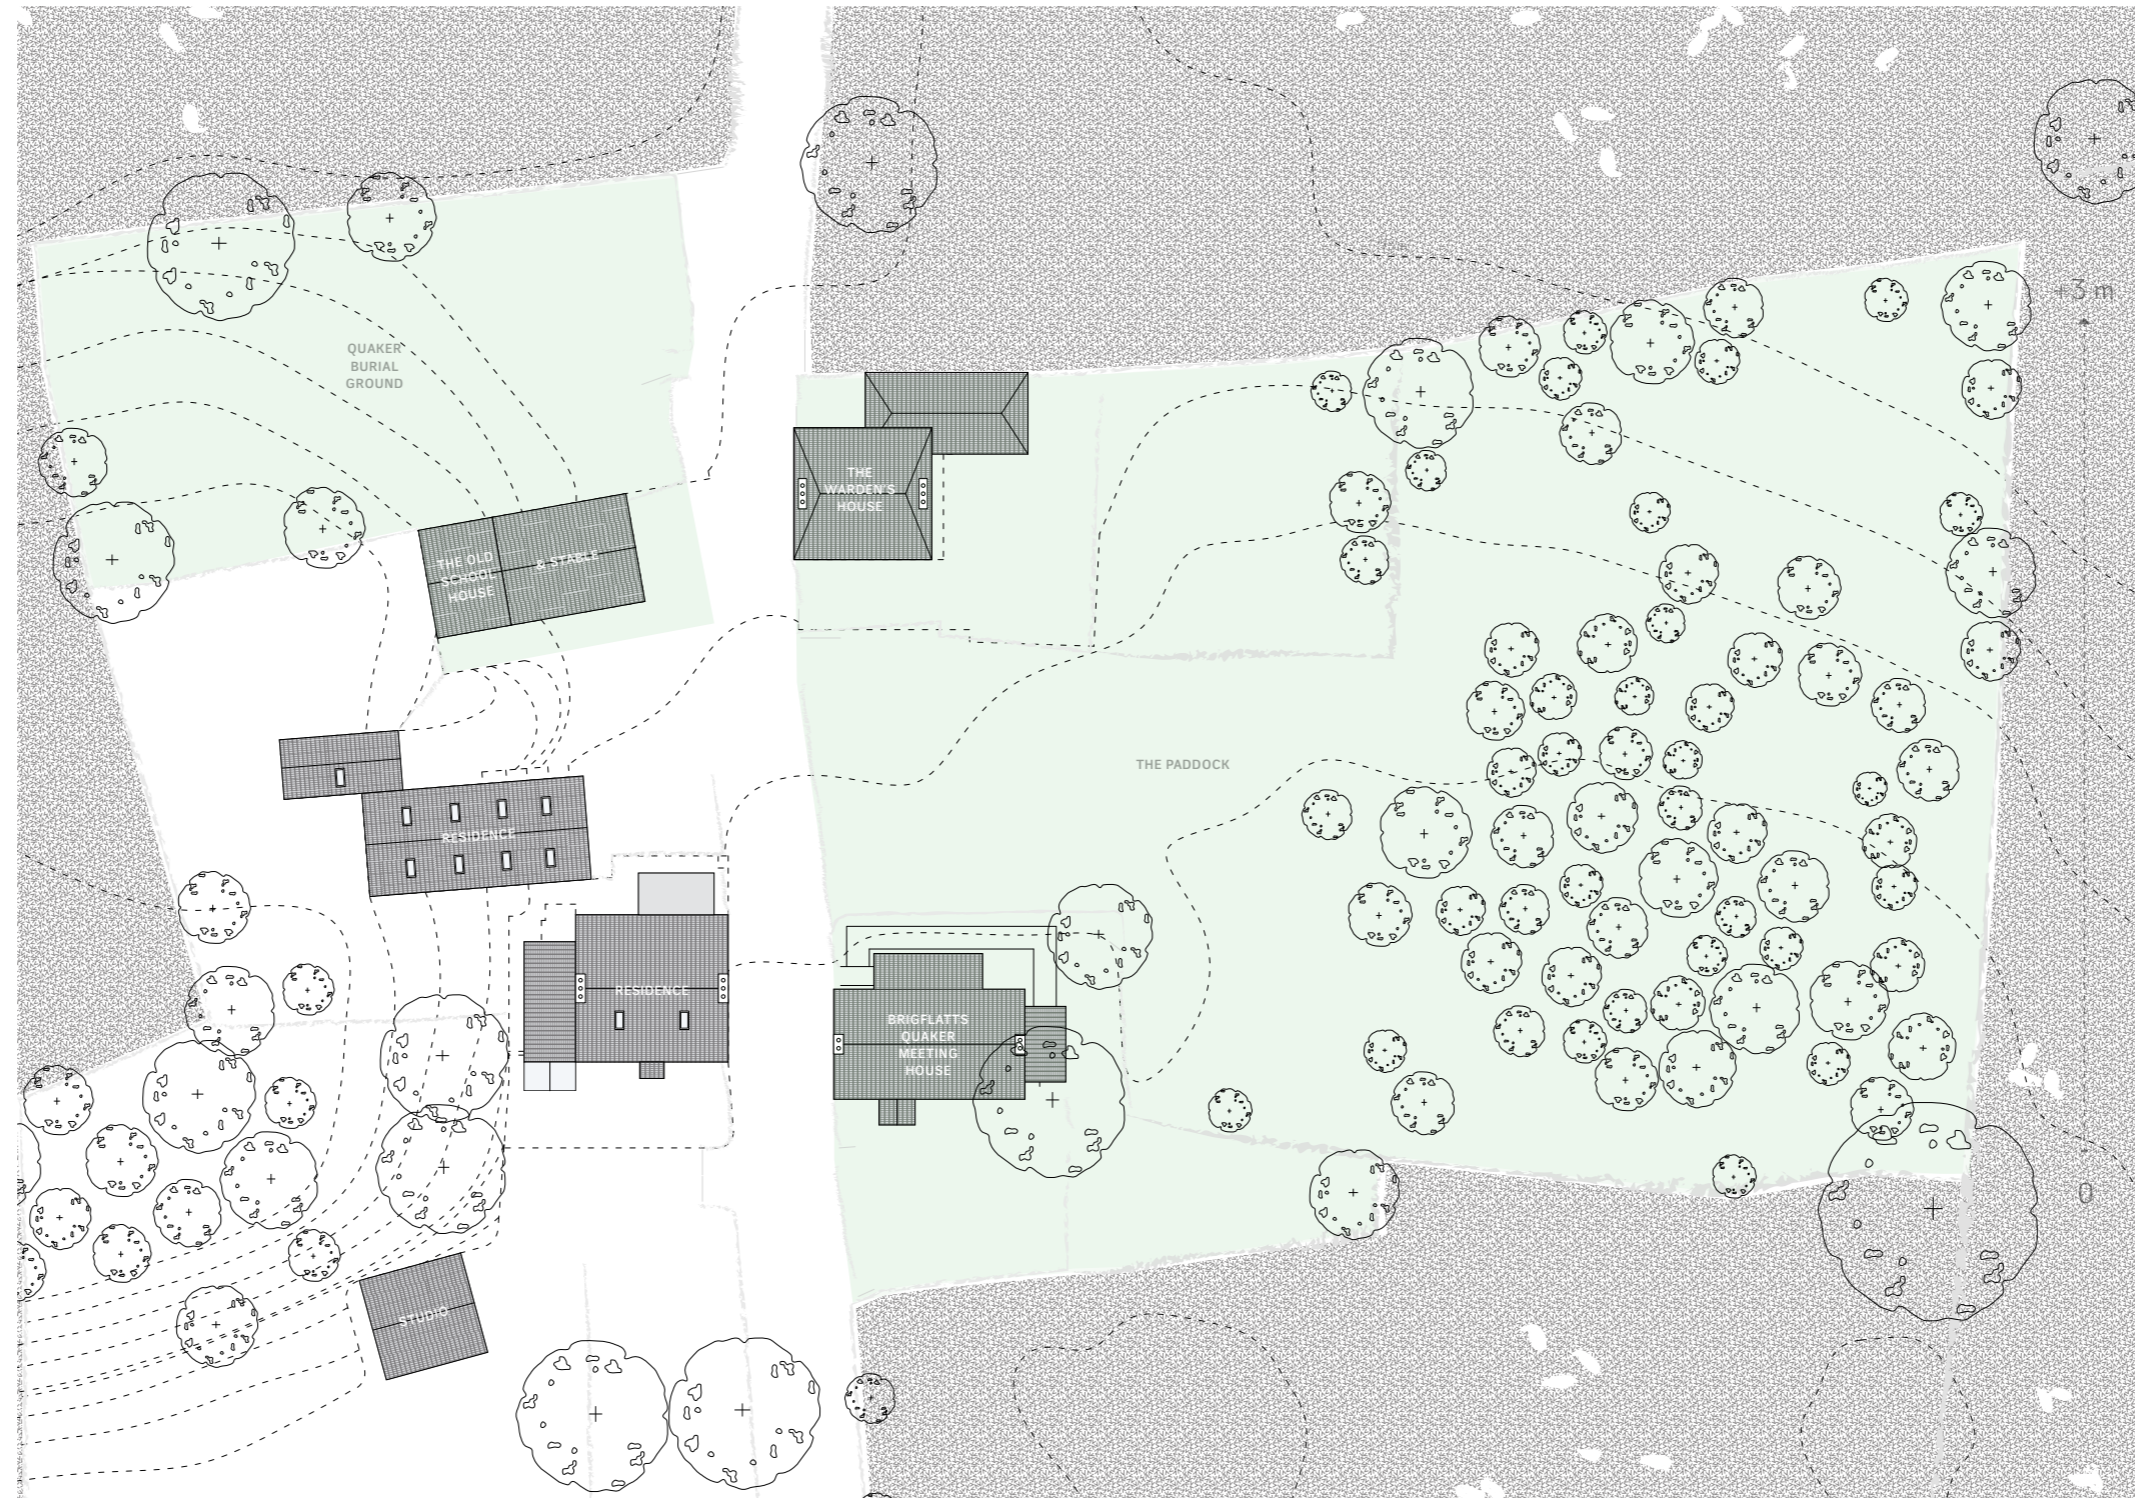 QUAKER
BURIAL
GROUND
+3 m
THE
WARDEN'S
HOUSE
THE OLD
SCHOOL
HOUSE
& STABLE
THE PADDOCK
RESIDENCE
RESIDENCE
BRIGFLATTS
QUAKER
MEETING
HOUSE
0
STUDIO